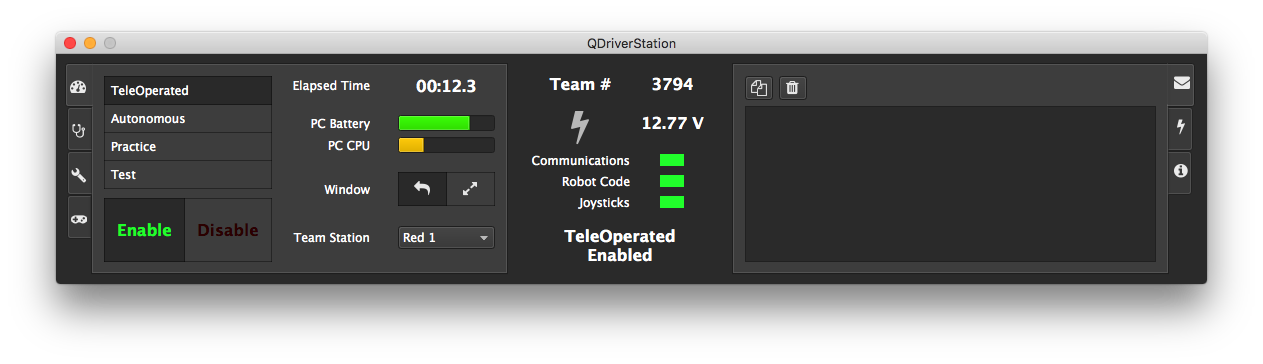 QDriverStation
TeleOperated
Autonomous
Practice
Test
Enable Disable
Elapsed Time 00:12.3
PC Battery
PC CPU
Window
Team Station Red 1
Team # 3794
12.77 V
Communications
Robot Code
Joysticks
TeleOperated
Enabled